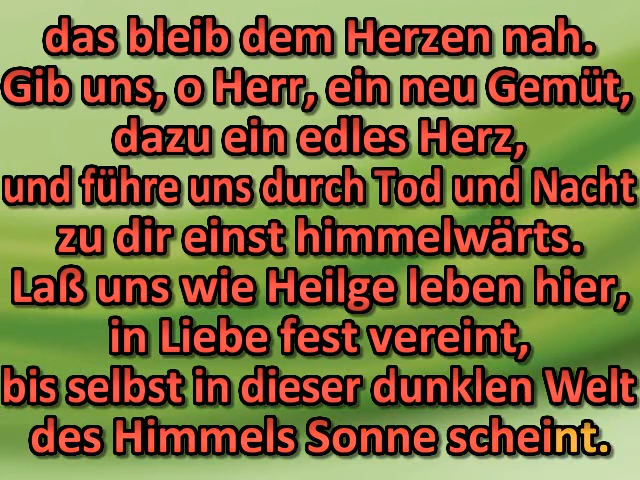 das bleib dem Herzen nah.
Gib uns, o Herr, ein neu Gemüt,
dazu ein edles Herz,
und führe uns durch Tod und Nacht
zu dir einst himmelwärts.
Laß uns wie Heilge leben hier,
in Liebe fest vereint,
bis selbst in dieser dunklen Welt
des Himmels Sonne scheint.